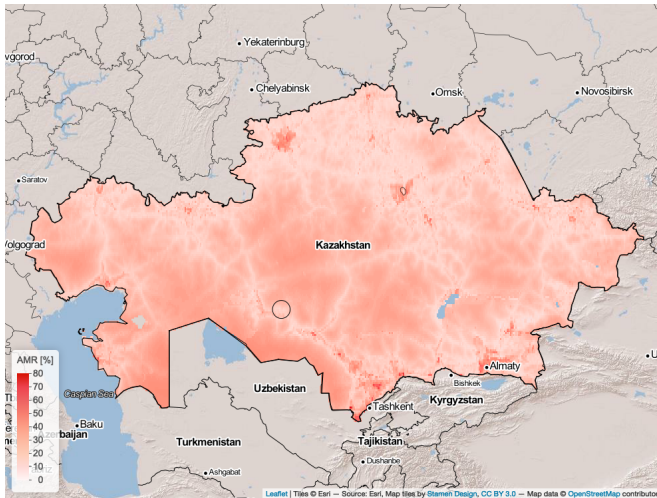 Yekaterinburg
vgorod
Chelyabinsk
Omsk
Novosibirsk
Saratov
Volgograd
Kazakhstan
AMR [%]
80
70
60
50
40
30
20
10
0
Caspian Sea
Almaty
Bishkek
Uzbekistan
Kyrgyzstan
Tashkent
Baku
erbaijan
Turkmenistan
Tajikistan
Dushanbe
Ashgabat
Leaflet | Tiles © Esri — Source: Esri, Map tiles by Stamen Design, CC BY 3.0 — Map data © OpenStreetMap contributor